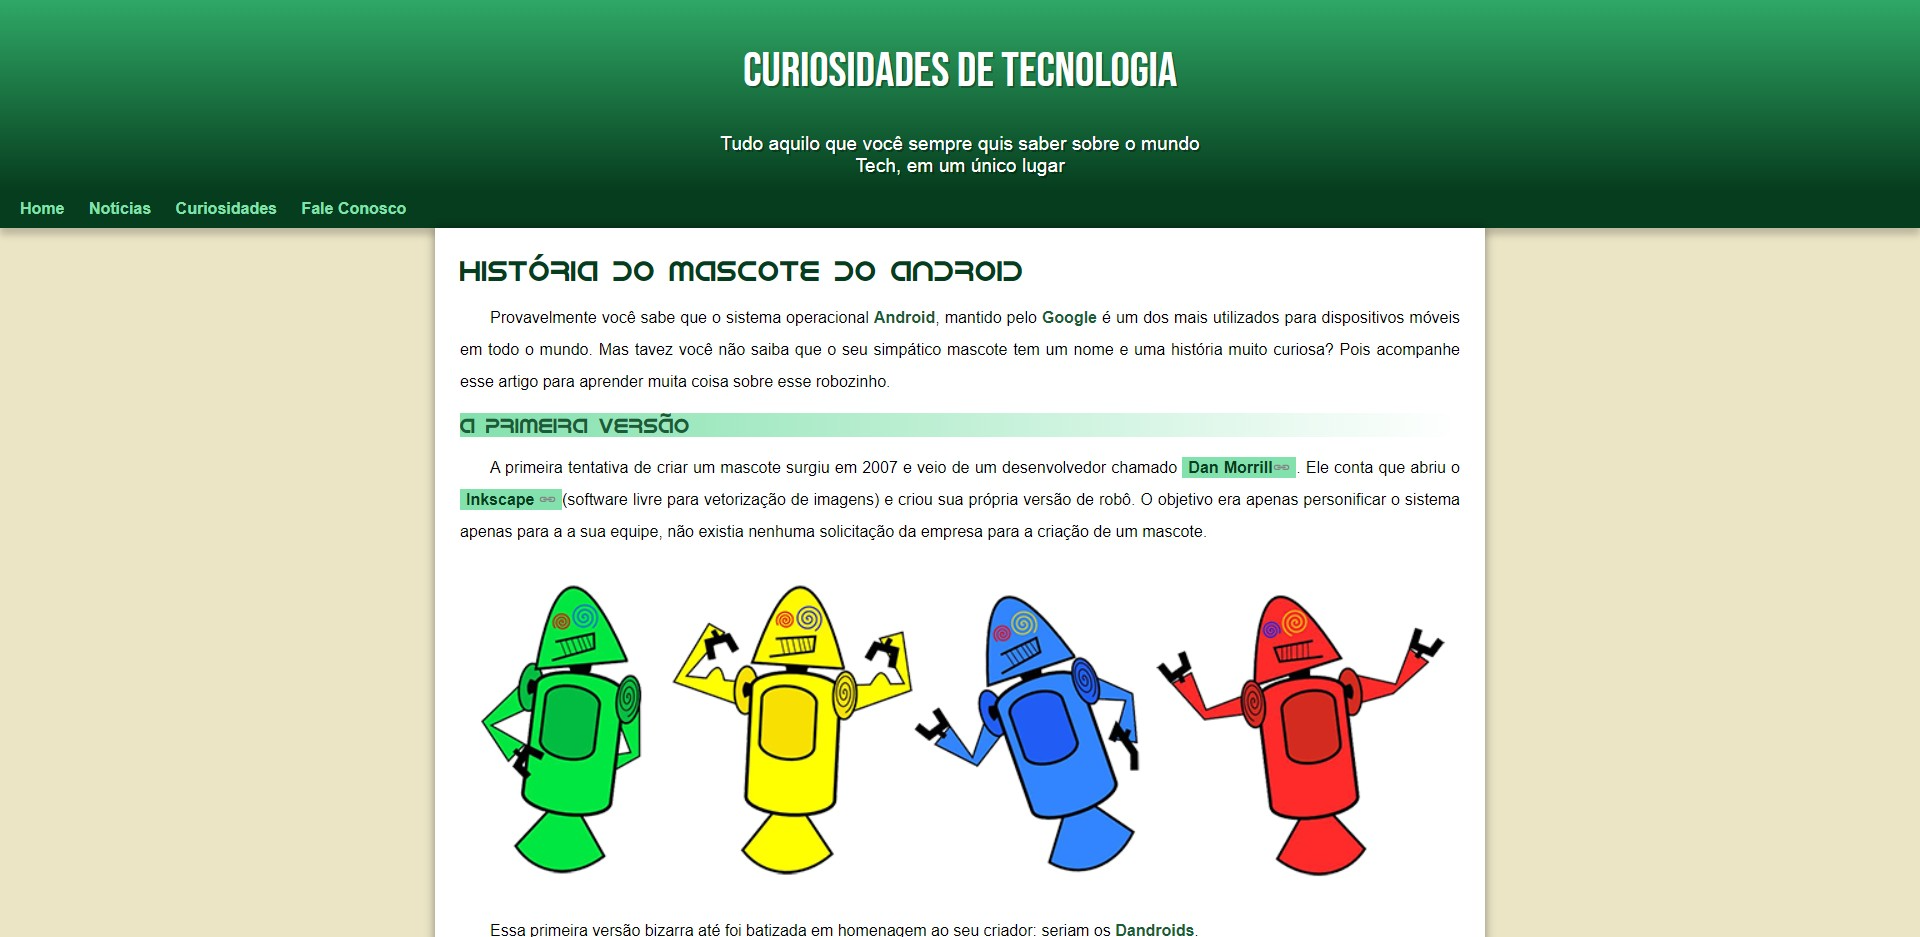 CURIOSIDADES DE TECNOLOGIA
Tudo aquilo que você sempre quis saber sobre o mundo
Tech, em um único lugar
Home Notícias Curiosidades Fale Conosco
HISTÓRIA DO MASCOTE DO ANDROID
Provavelmente você sabe que o sistema operacional Android, mantido pelo Google é um dos mais utilizados para dispositivos móveis
em todo o mundo. Mas tavez você não saiba que o seu simpático mascote tem um nome e uma história muito curiosa? Pois acompanhe
esse artigo para aprender muita coisa sobre esse robozinho.
A PRIMEIRA VERSÃO
A primeira tentativa de criar um mascote surgiu em 2007 e veio de um desenvolvedor chamado Dan Morrill. Ele conta que abriu o
Inkscape (software livre para vetorização de imagens) e criou sua própria versão de robô. O objetivo era apenas personificar o sistema
apenas para a a sua equipe, não existia nenhuma solicitação da empresa para a criação de um mascote.
Essa primeira versão bizarra até foi batizada em homenagem ao seu criador: seriam os Dandroids.